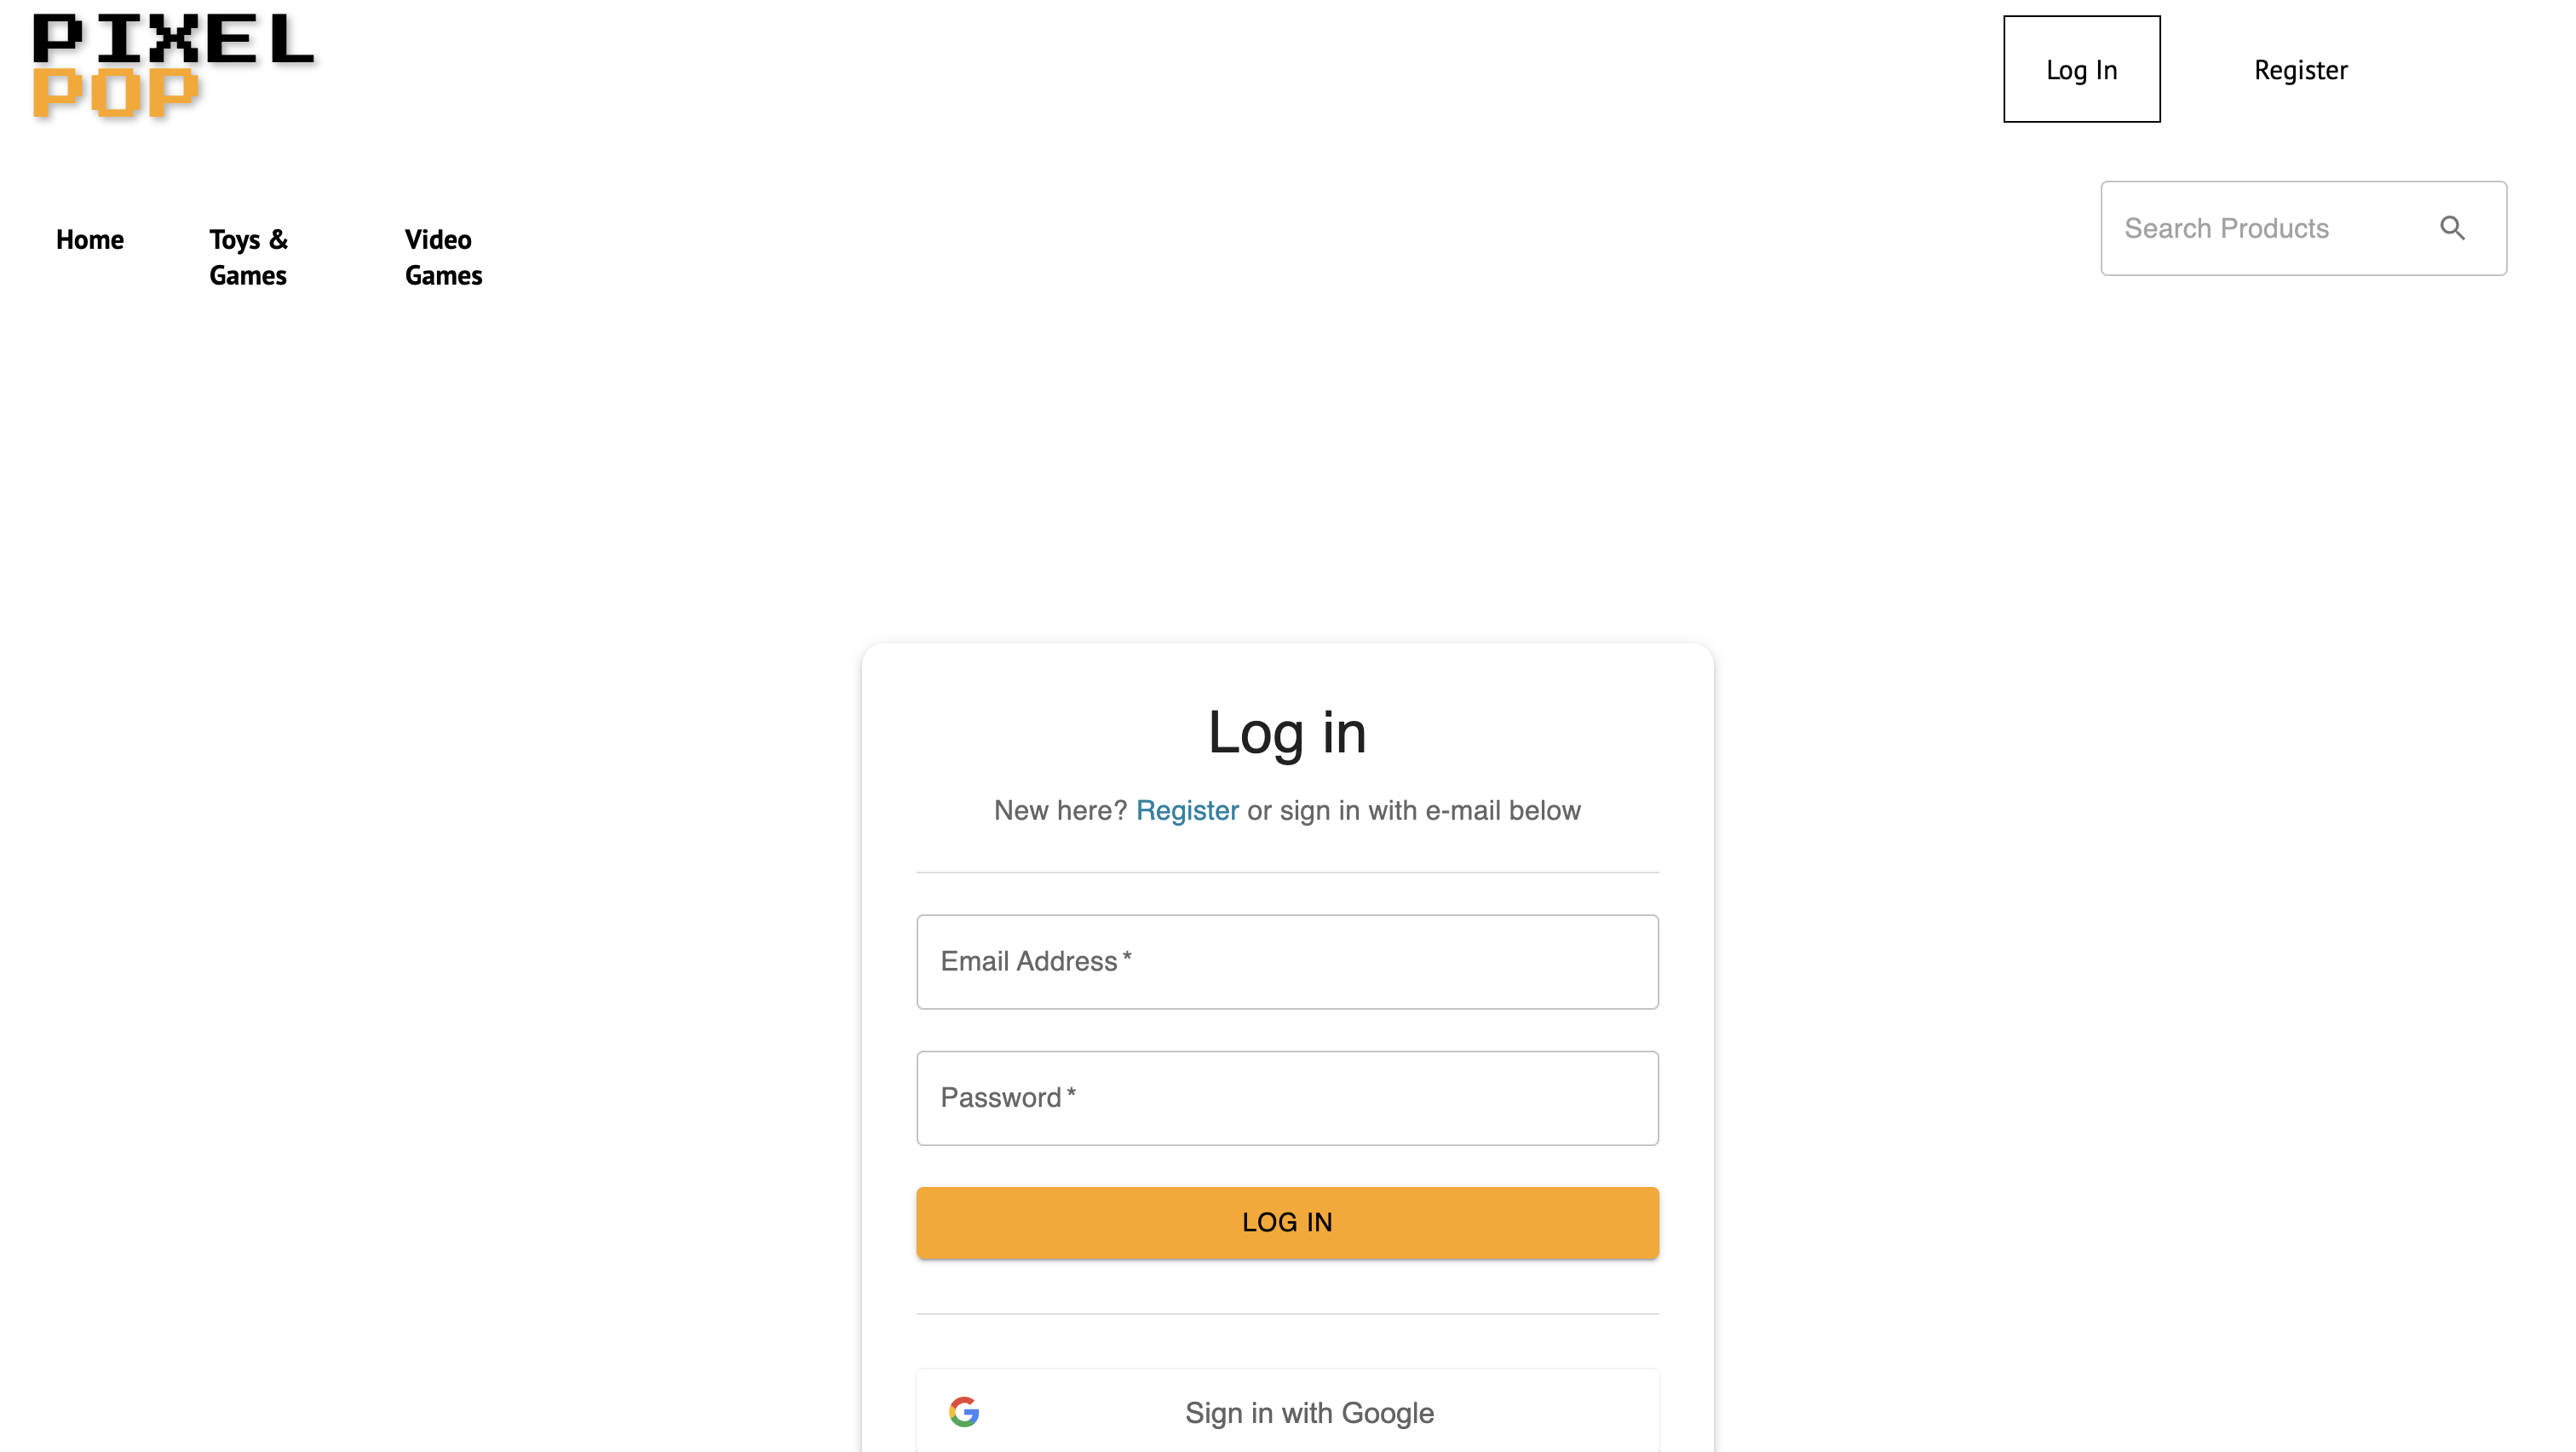 PIXEL
POP
Log In
Register
Home
Toys &
Games
Video
Games
Search Products
Log in
New here? Register or sign in with e-mail below
Email Address *
Password *
LOG IN
Sign in with Google